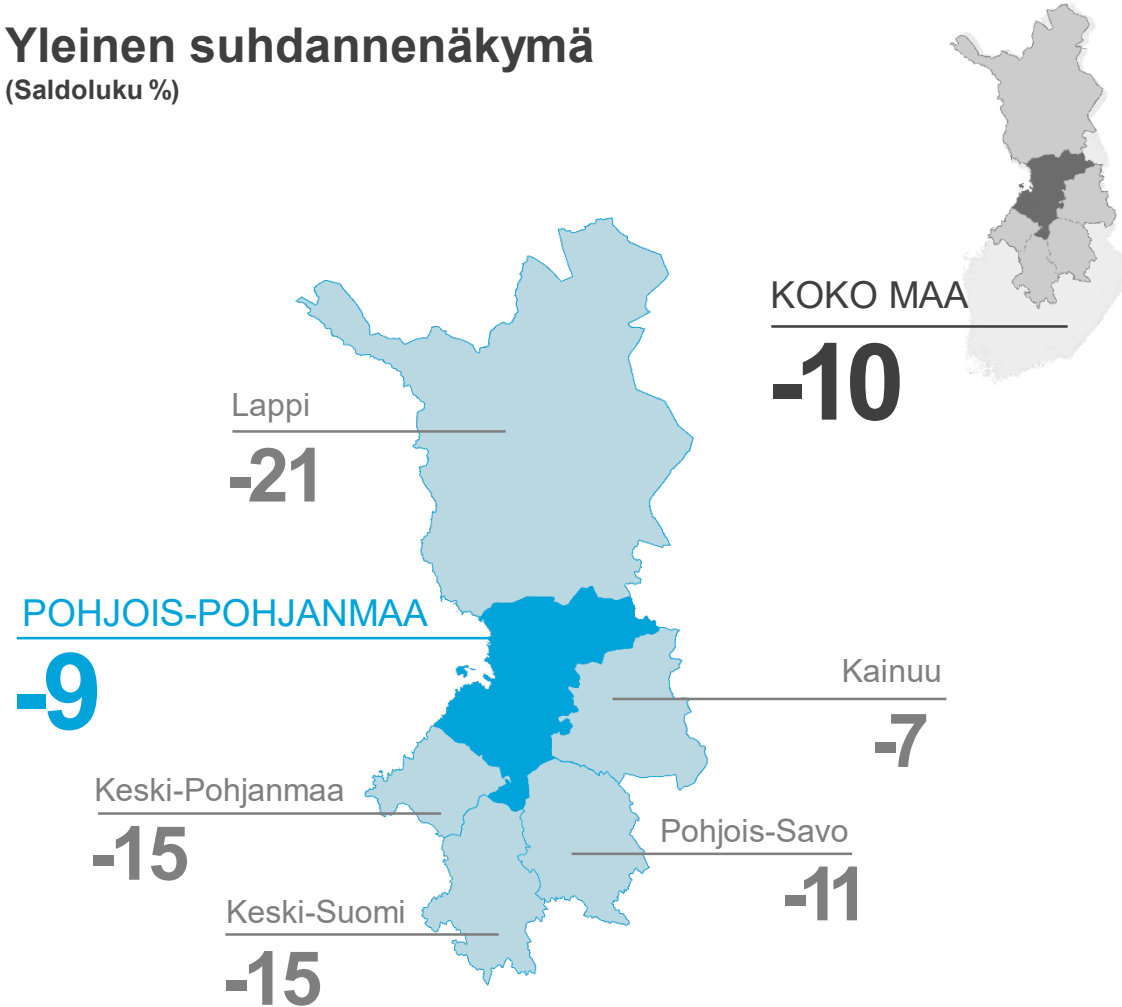 Yleinen suhdannenäkymä
(Saldoluku %)
KOKO MAA
-10
Lappi
-21
POHJOIS-POHJANMAA
-9
Kainuu
-7
Keski-Pohjanmaa
-15
Pohjois-Savo
-11
Keski-Suomi
-15